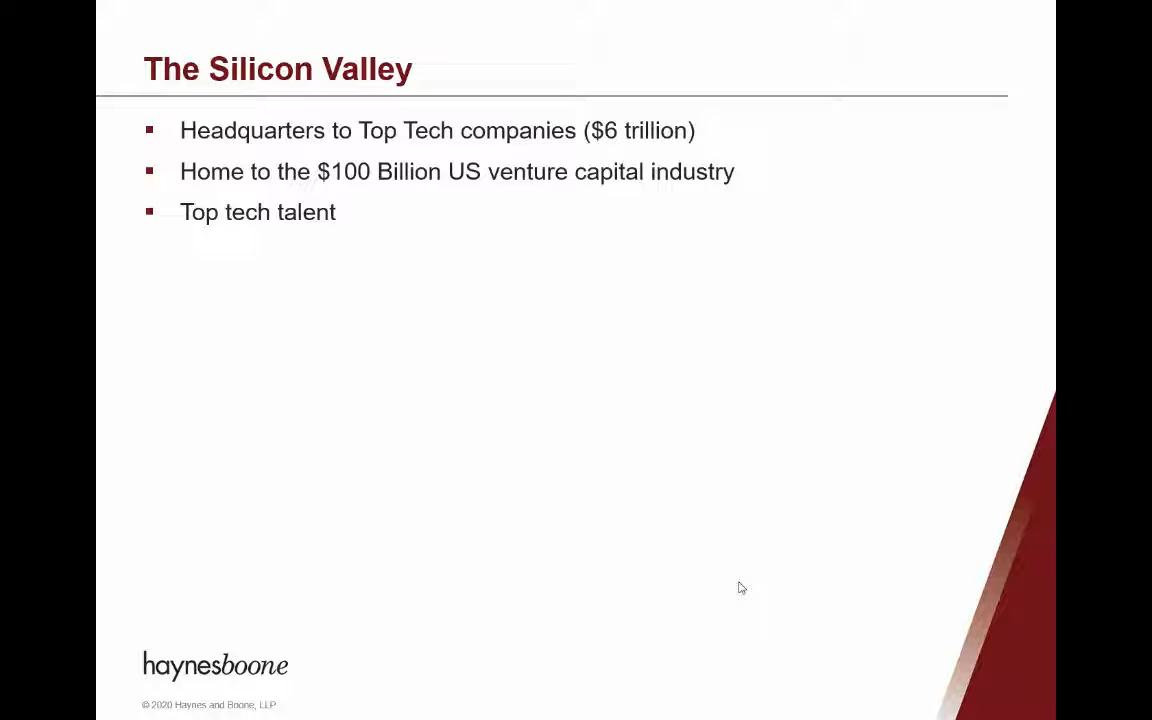 The Silicon Valley
▪ Headquarters to Top Tech companies ($6 trillion)
▪ Home to the $100 Billion US venture capital industry
▪ Top tech talent
haynesboone
© 2020 Haynes and Boone, LLP